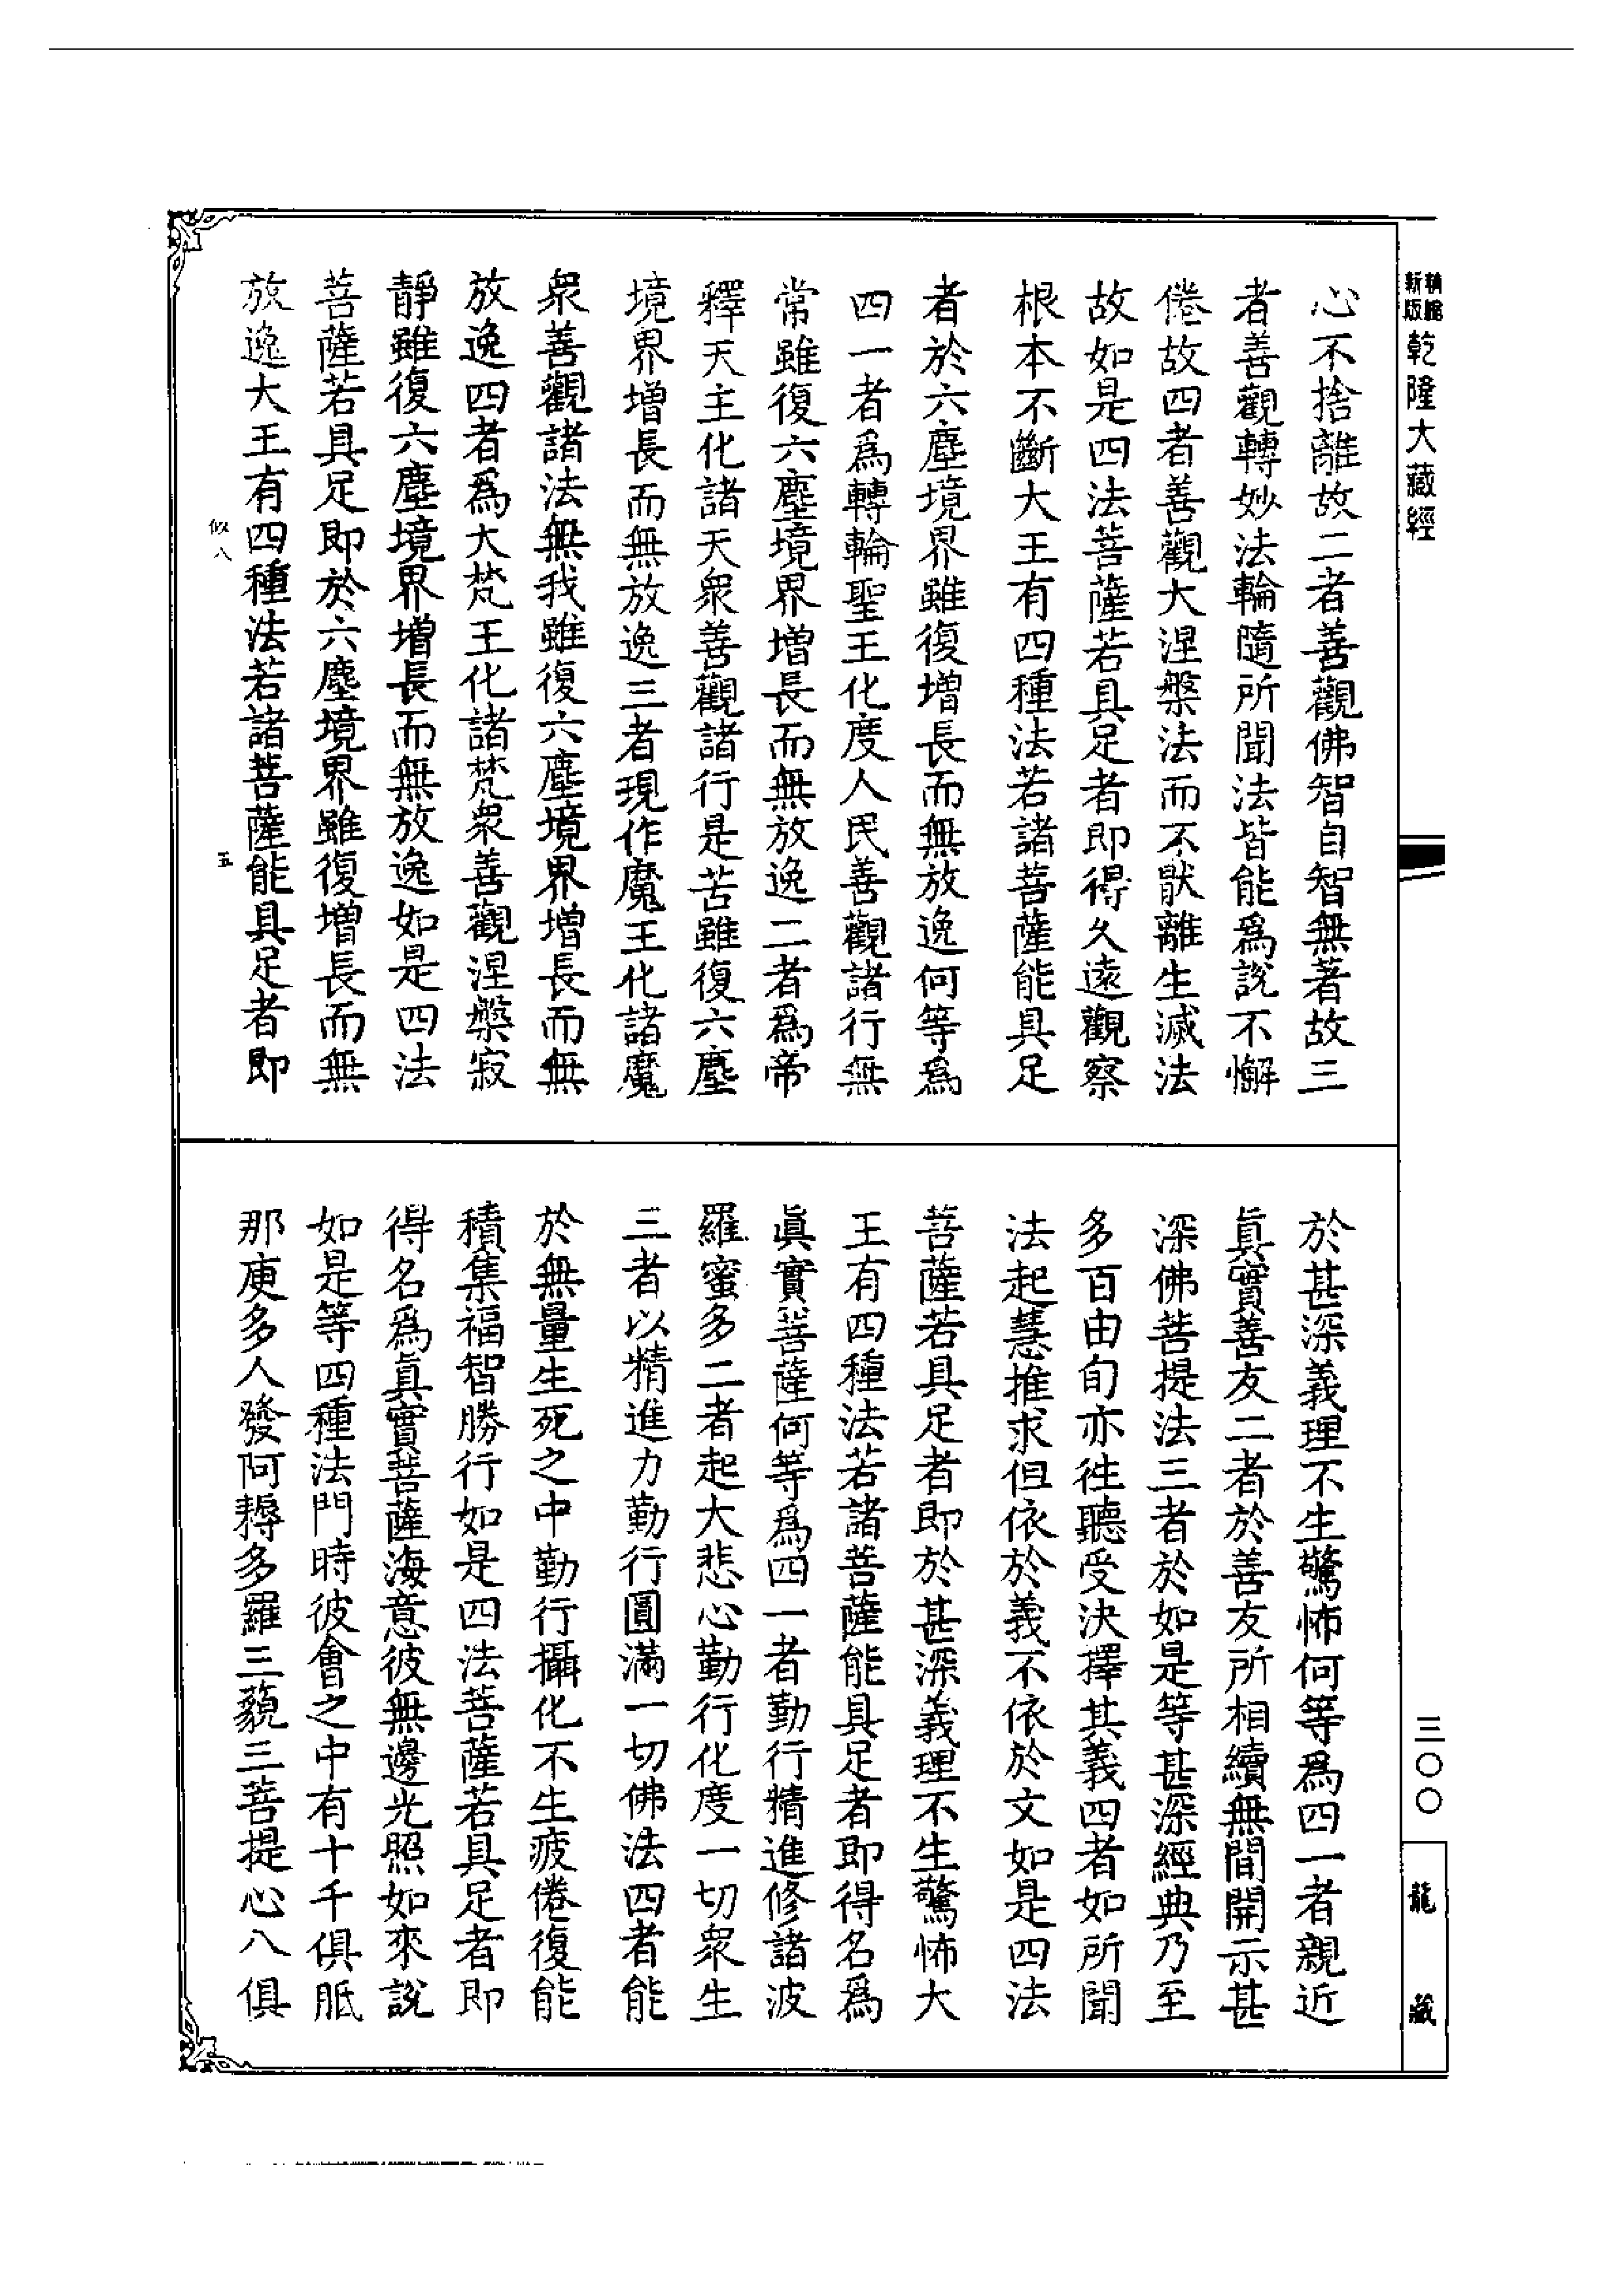 新版精縮乾隆大藏經
心不捨離故二者善觀佛智自智無著故三
者善觀轉妙法輪隨所聞法皆能爲說不懈
倦故四者善觀大涅槃法而不猒離生滅法
故如是四法菩薩若具足者即得久遠觀察
根本不斷大王有四種法若諸菩薩能具足
者於六塵境界雖復增長而無放逸何等爲
四一者爲轉輪聖王化度人民善觀諸行無
常雖復六塵境界增長而無放逸二者爲帝
釋天主化諸天眾善觀諸行是苦雖復六塵
境界增長而無放逸三者現作魔王化諸魔
眾善觀諸法無我雖復六塵境界增長而無
放逸四者爲大梵王化諸梵眾善觀涅槃寂
靜雖復六塵境界增長而無放逸如是四法
菩薩若具足即於六塵境界雖復增長而無
放逸大王有四種法若諸菩薩能具足者即
似八
五
於甚深義理不生驚怖何等爲四一者親近
眞實善友二者於善友所相續無間開示甚
深佛菩提法三者於如是等甚深經典乃至
多百由旬亦往聽受決擇其義四者如所聞
法起慧推求但依於義不依於文如是四法
菩薩若具足者即於甚深義理不生驚怖大
王有四種法若諸菩薩能具足者即得名爲
眞實菩薩何等爲四一者勤行精進修諸波
羅蜜多二者起大悲心勤行化度一切眾生
三者以精進力勤行圓滿一切佛法四者能
於無量生死之中勤行攝化不生疲倦復能
積集福智勝行如是四法菩薩若具足者即
得名爲眞實菩薩海意彼無邊光照如來說
如是等四種法門時彼會之中有十千俱胝
那庾多人發阿耨多羅三藐三菩提心八俱
三〇〇
龍藏